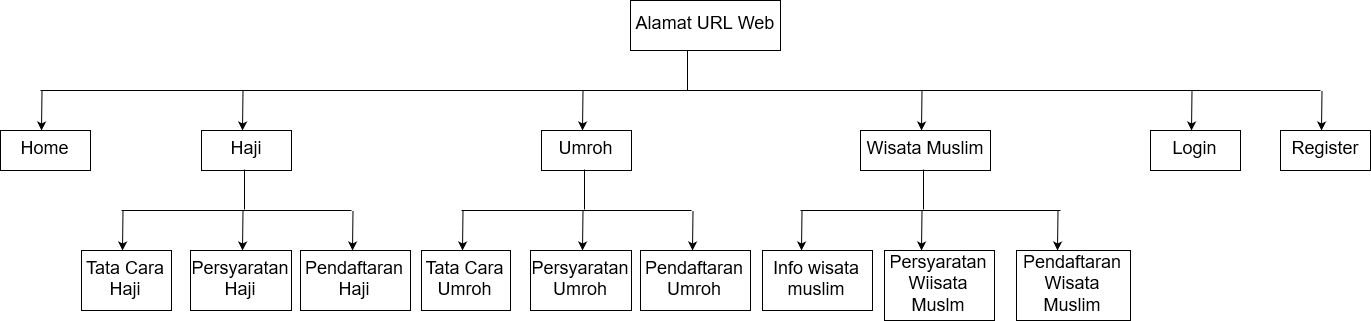 Alamat URL Web
Home
Haji
Umroh
Wisata Muslim
Login
Register
Tata Cara
Haji
Persyaratan
Haji
Pendaftaran
Haji
Tata Cara
Umroh
Persyaratan
Umroh
Pendaftaran
Umroh
Info wisata
muslim
Persyaratan
Wiisata
Muslm
Pendaftaran
Wisata
Muslim